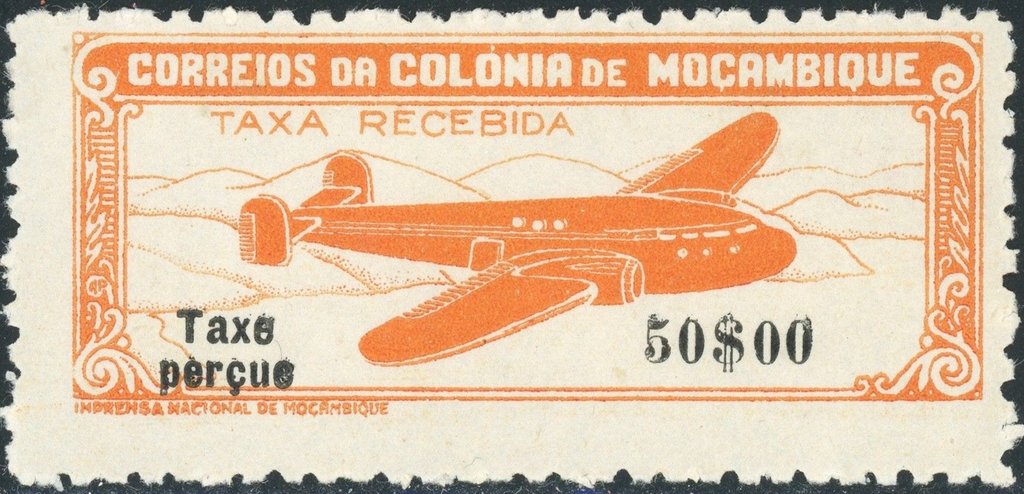 CORREIOS DA COLÓNIA DE MOÇAMBIQUE
TAXA RECEBIDA
Taxe
perçue
50$00
IMPRENSA NACIONAL DE MOÇAMBIQUE